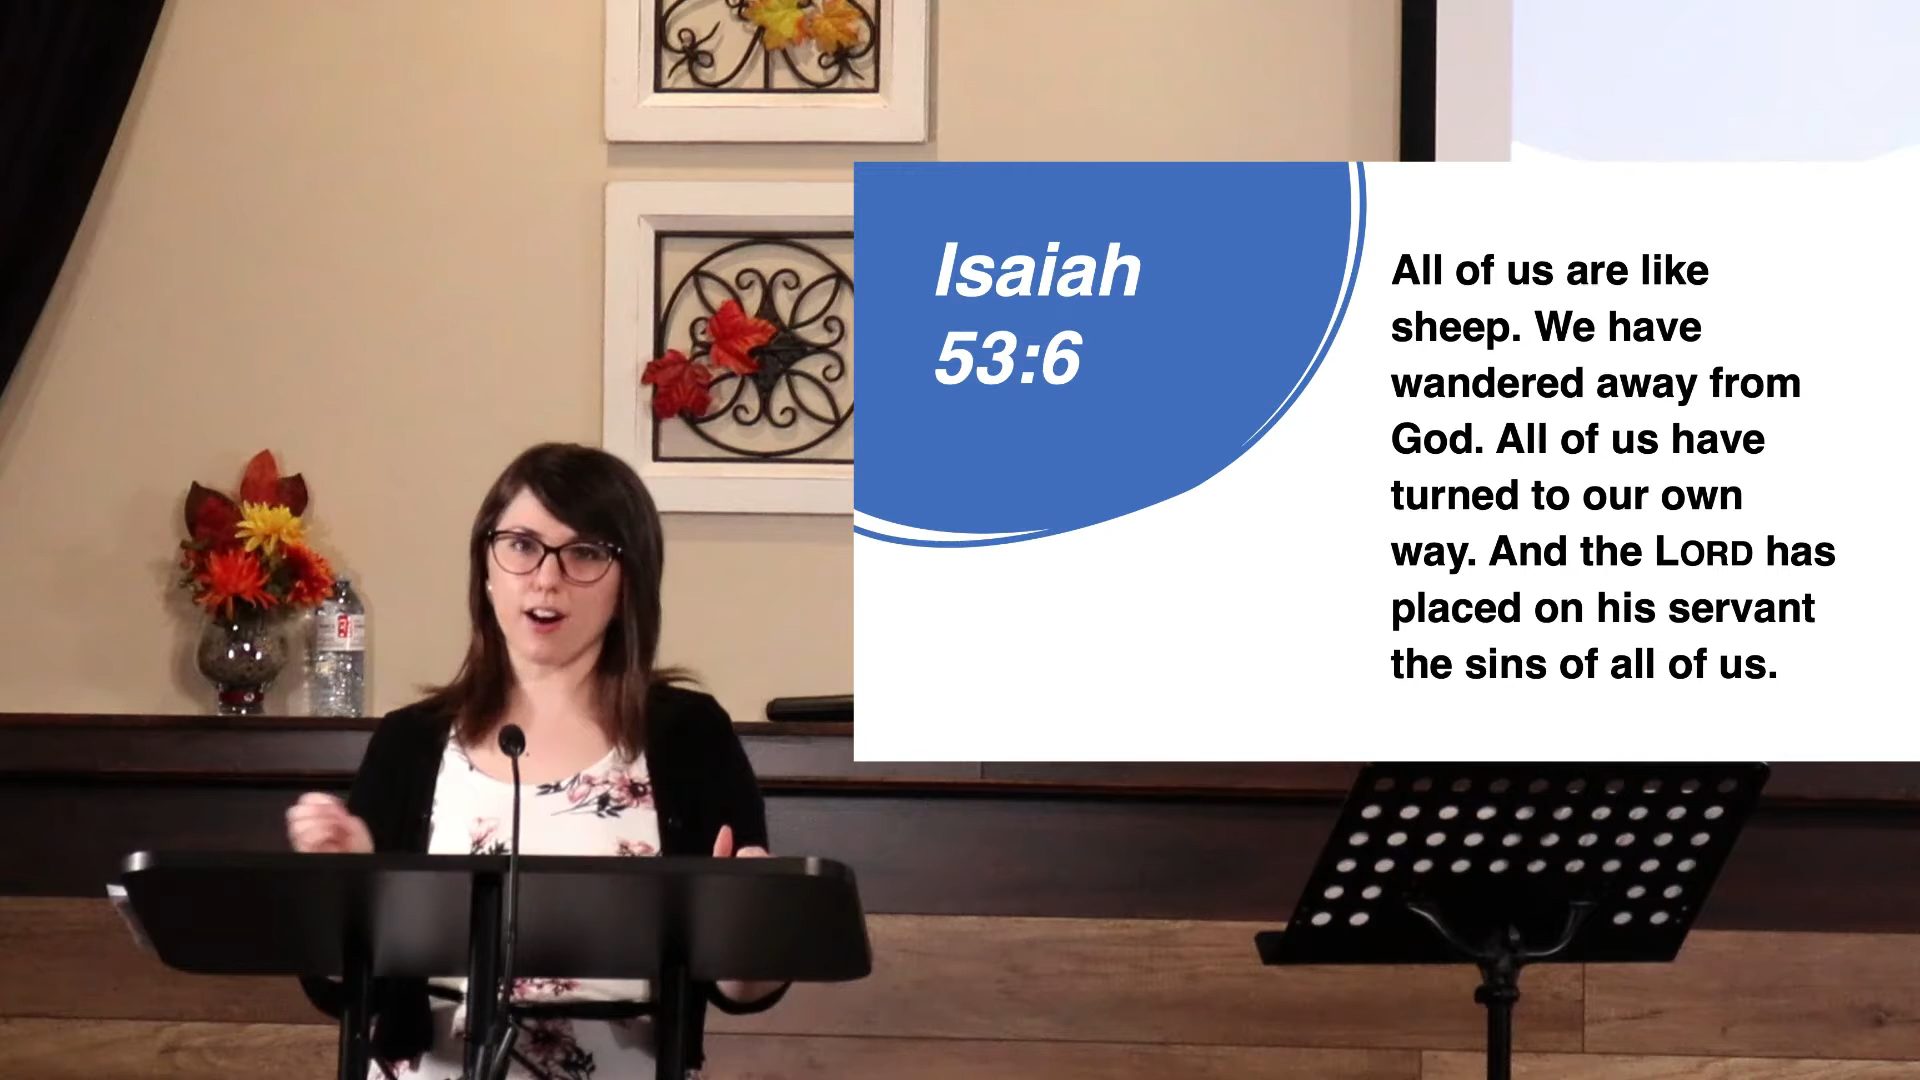 Isaiah
53:6
All of us are like
sheep. We have
wandered away from
God. All of us have
turned to our own
way. And the LORD has
placed on his servant
the sins of all of us.